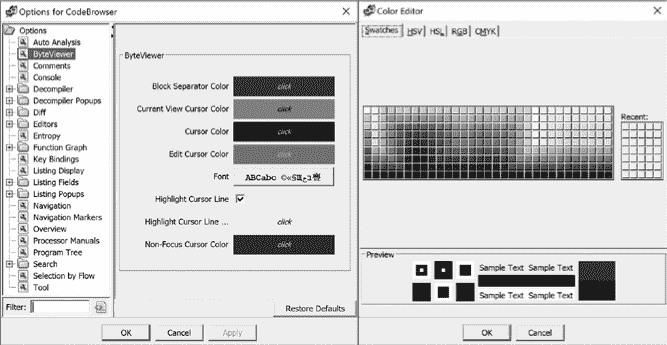 Options for CodeBrowser
Options
Auto Analysis
ByteViewer
Comments
Console
Decompiler
Decompiler Popups
Diff
Editors
Entropy
Function Graph
Key Bindings
Listing Display
Listing Fields
Listing Popups
Navigation
Navigation Markers
Overview
Processor Manuals
Program Tree
Search
Selection by Flow
Tool
Filter:
ByteViewer
Block Separator Color click
Current View Cursor Color click
Cursor Color click
Edit Cursor Color click
Font ABCabc
Highlight Cursor Line
Highlight Cursor Line ... click
Non-Focus Cursor Color click
Restore Defaults
OK Cancel Apply
Color Editor
Swatches HSV HSL RGB CMYK
Recent:
Preview
Sample Text Sample Text
Sample Text Sample Text
OK Cancel